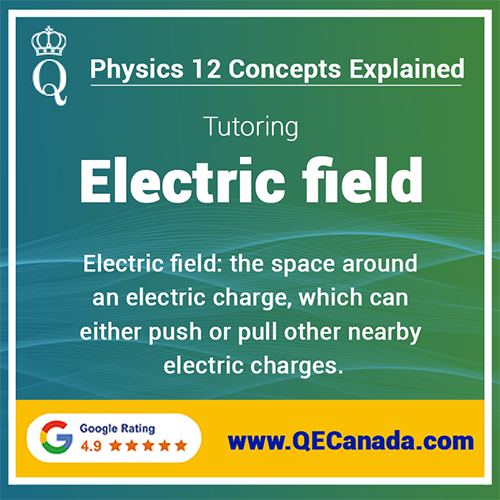 Q
Physics 12 Concepts Explained
Tutoring
Electric field
Electric field: the space around
an electric charge, which can
either push or pull other nearby
electric charges.
G
Google Rating
4.9
www.QECanada.com